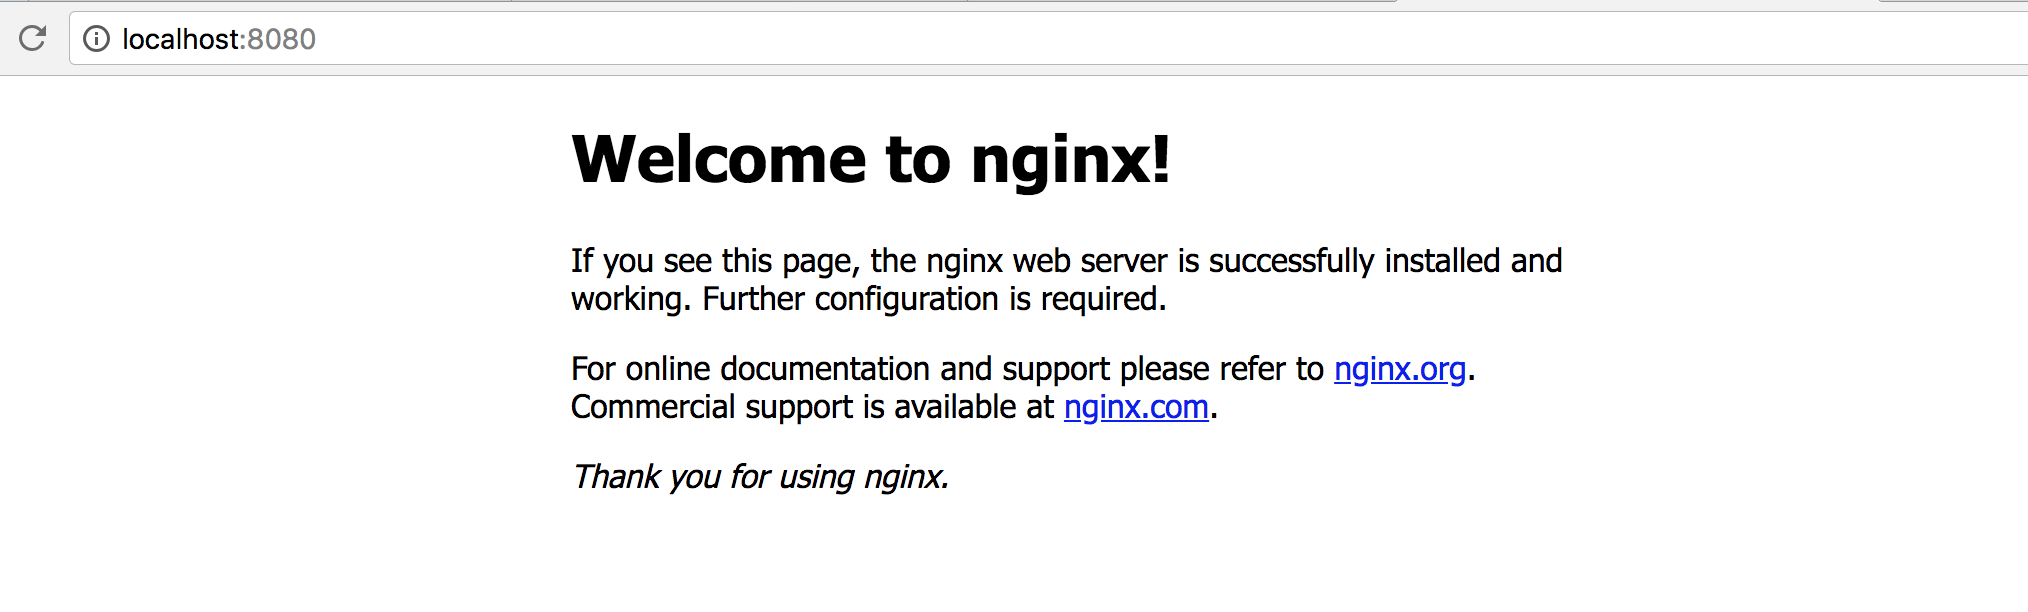 localhost:8080
Welcome to nginx!
If you see this page, the nginx web server is successfully installed and
working. Further configuration is required.
For online documentation and support please refer to nginx.org.
Commercial support is available at nginx.com.
Thank you for using nginx.